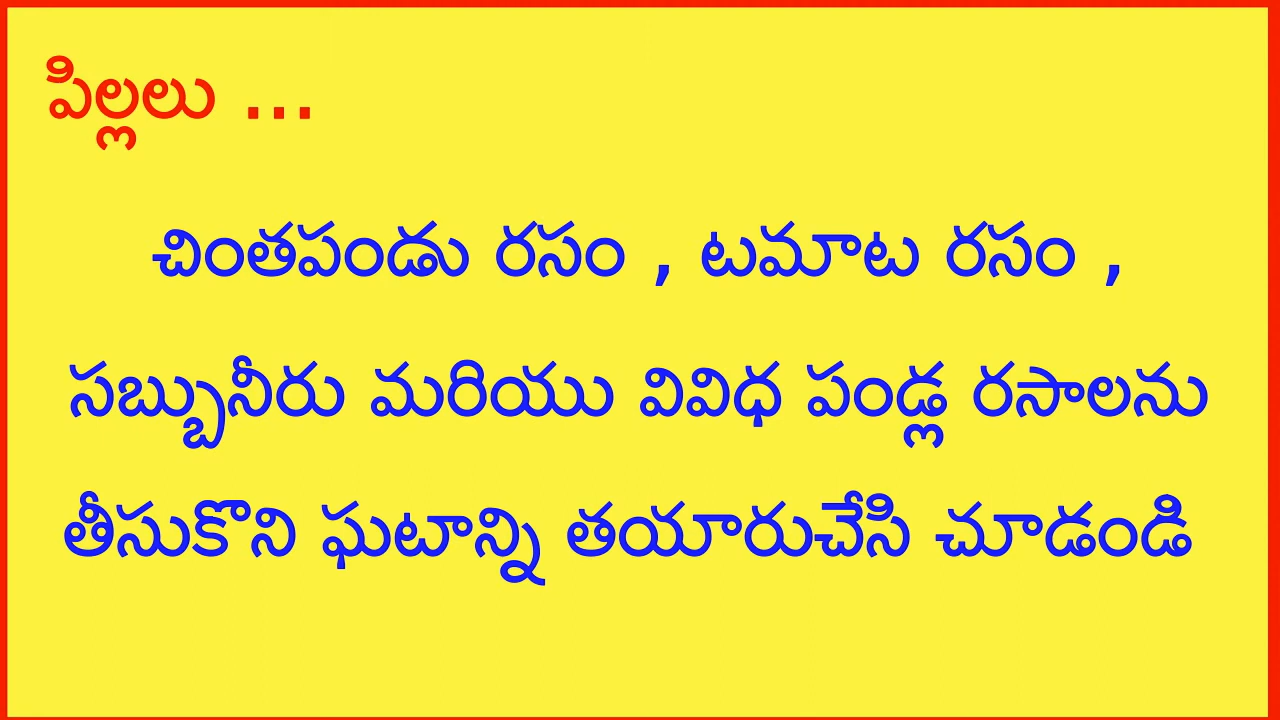 పిల్లలు ...
చింతపండు రసం , టమాట రసం ,
సబ్బునీరు మరియు వివిధ పండ్ల రసాలను
తీసుకొని ఘటాన్ని తయారుచేసి చూడండి